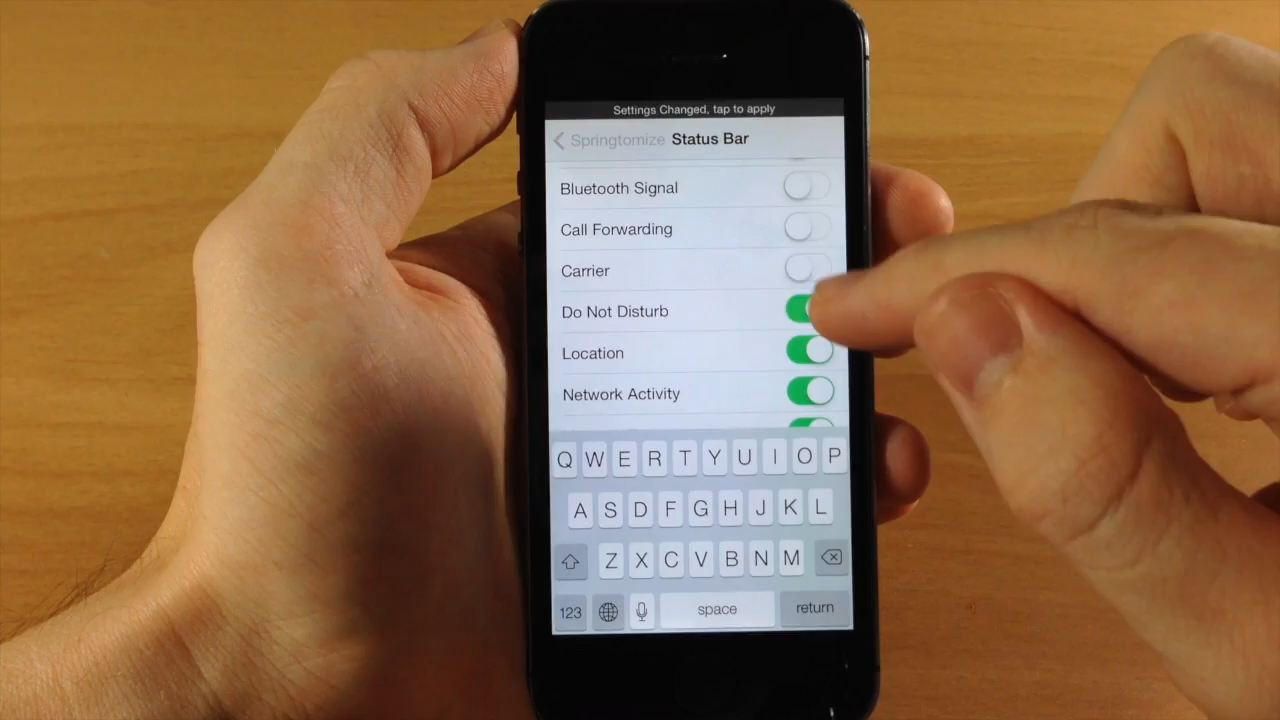 Settings Changed, tap to apply
Springtomize Status Bar
Bluetooth Signal
Call Forwarding
Carrier
Do Not Disturb
Location
Network Activity
Q W E R T Y U I O P
A S D F G H J K L
Z X C V B N M
123 space return